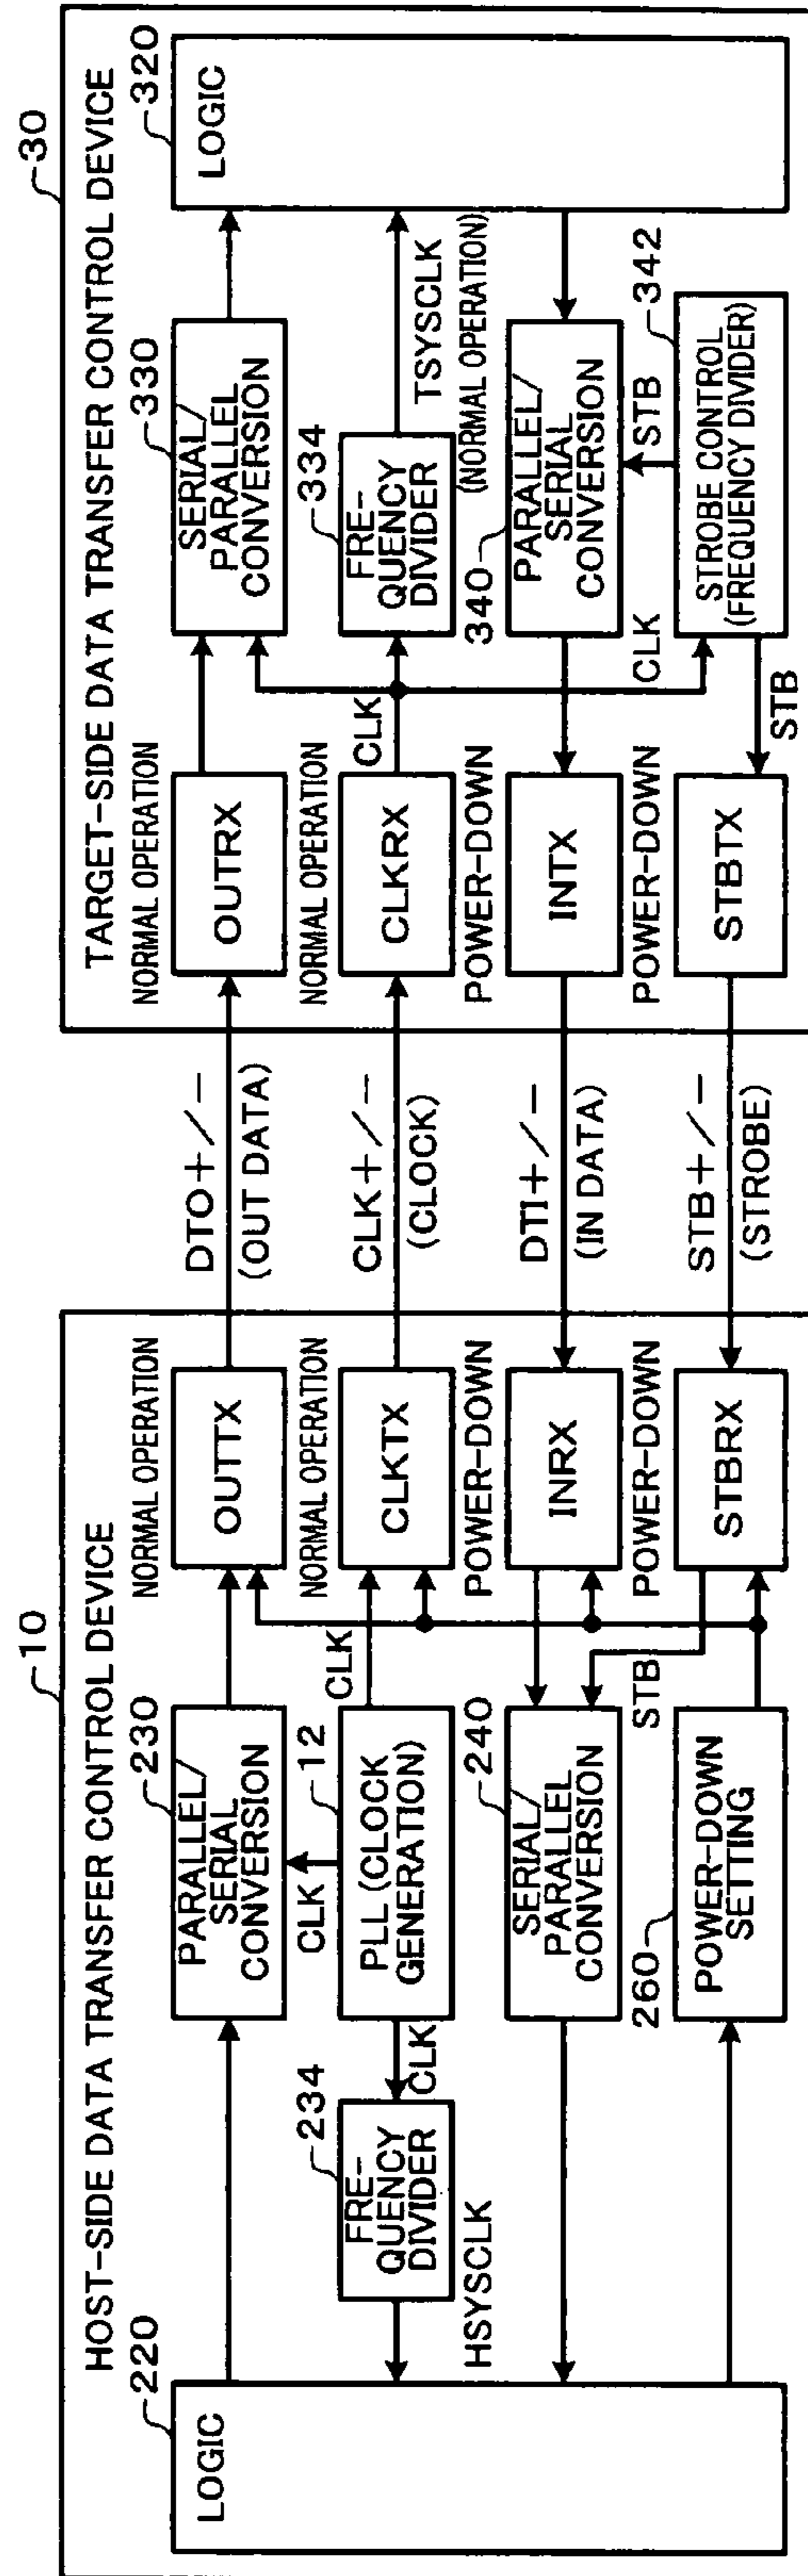 10
HOST-SIDE DATA TRANSFER CONTROL DEVICE
220
LOGIC
230
PARALLEL/
SERIAL
CONVERSION
NORMAL OPERATION
OUTTX
CLK
234
FRE-
QUENCY
DIVIDER
HSYSCLK
CLK
12
PLL (CLOCK
GENERATION)
CLK
NORMAL OPERATION
CLKTX
240
SERIAL/
PARALLEL
CONVERSION
POWER-DOWN
INRX
STB
260
POWER-DOWN
SETTING
POWER-DOWN
STBRX
DTO+/-
(OUT DATA)
CLK+/-
(CLOCK)
DTI+/-
(IN DATA)
STB+/-
(STROBE)
30
TARGET-SIDE DATA TRANSFER CONTROL DEVICE
NORMAL OPERATION
OUTRX
330
SERIAL/
PARALLEL
CONVERSION
320
LOGIC
NORMAL OPERATION
CLKRX
CLK
334
FRE-
QUENCY
DIVIDER
TSYSCLK
(NORMAL OPERATION)
POWER-DOWN
INTX
340
PARALLEL/
SERIAL
CONVERSION
CLK
STB
342
POWER-DOWN
STBTX
STB
STROBE CONTROL
(FREQUENCY DIVIDER)